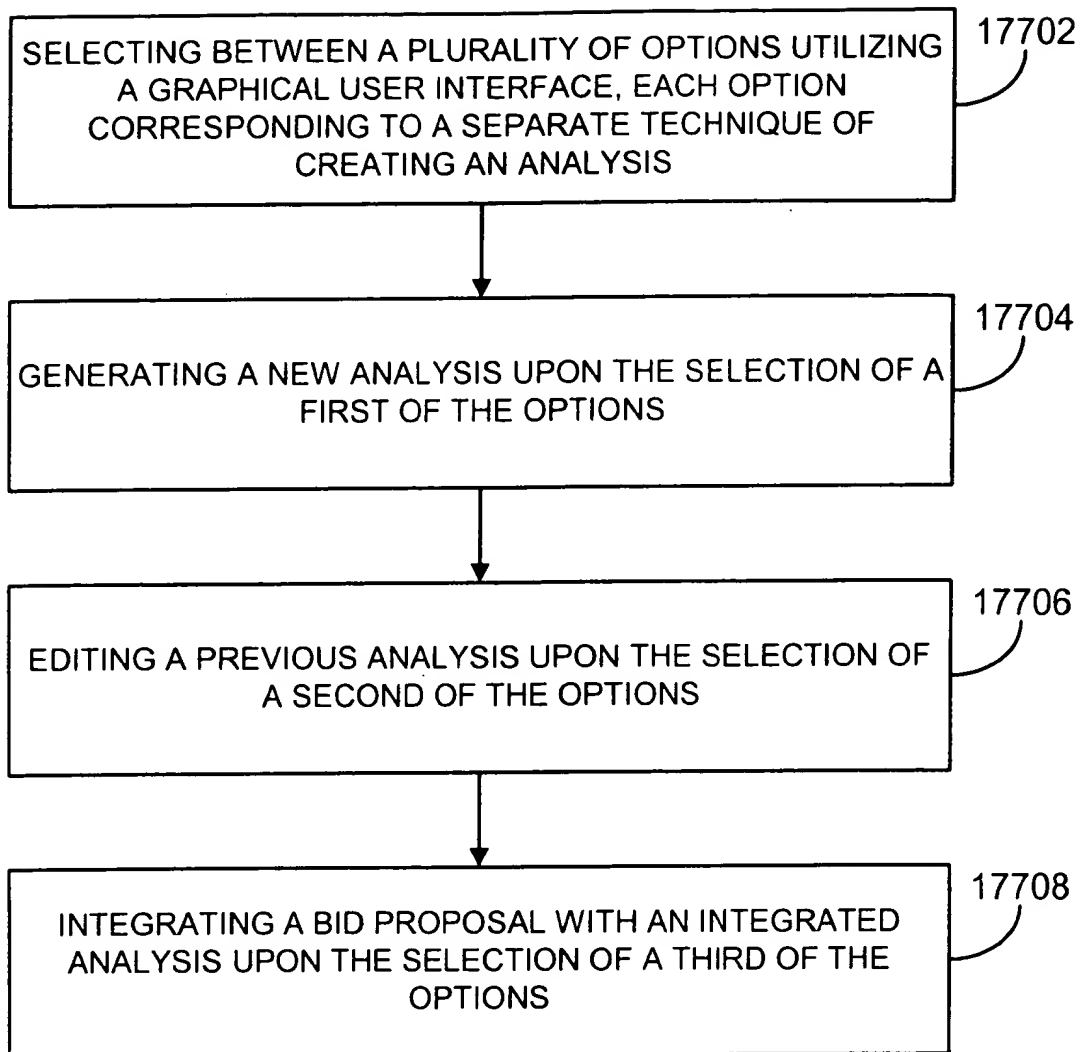 17702
SELECTING BETWEEN A PLURALITY OF OPTIONS UTILIZING
A GRAPHICAL USER INTERFACE, EACH OPTION
CORRESPONDING TO A SEPARATE TECHNIQUE OF
CREATING AN ANALYSIS
17704
GENERATING A NEW ANALYSIS UPON THE SELECTION OF A
FIRST OF THE OPTIONS
17706
EDITING A PREVIOUS ANALYSIS UPON THE SELECTION OF
A SECOND OF THE OPTIONS
17708
INTEGRATING A BID PROPOSAL WITH AN INTEGRATED
ANALYSIS UPON THE SELECTION OF A THIRD OF THE
OPTIONS